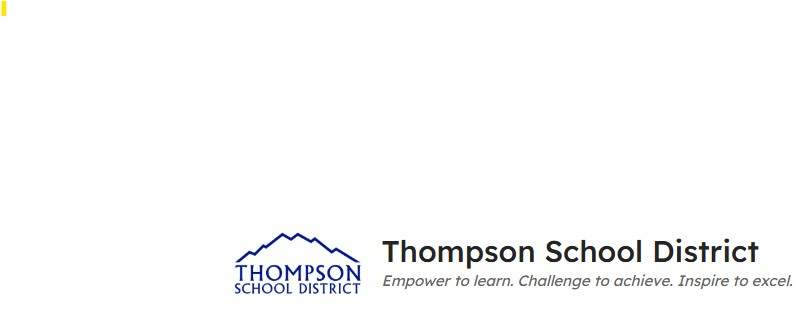 THOMPSON
SCHOOL DISTRICT
Thompson School District
Empower to learn. Challenge to achieve. Inspire to excel.